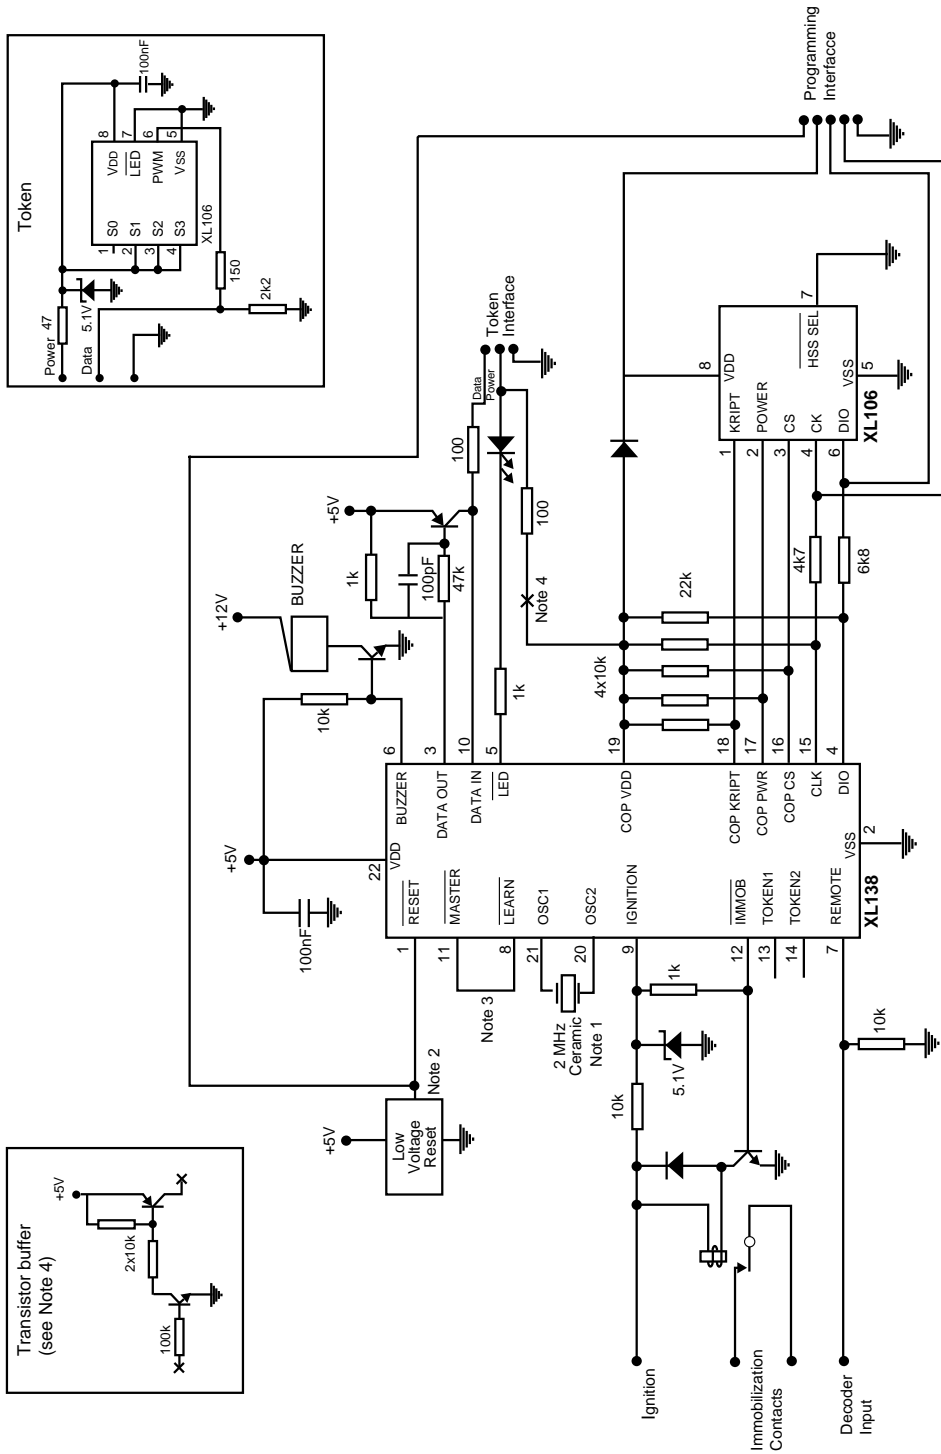 Transistor buffer
(see Note 4)
+5V
2x10k
100k
Token
Power 47
Data
5.1V
S0
S1
S2
S3
1
2
3
4
VDD
LED
PWM
VSS
8
7
6
5
XL106
100nF
150
2k2
+5V
Low
Voltage
Reset
Note 2
+5V
100nF
+12V
BUZZER
10k
+5V
1k
100pF
47k
100
Data
Power
Token
Interface
1k
100
Note 4
Note 3
2 MHz
Ceramic
Note 1
22
VDD
1
RESET
11
MASTER
8
LEARN
21
OSC1
20
OSC2
9
IGNITION
12
IMMOB
13
TOKEN1
14
TOKEN2
7
REMOTE
6
BUZZER
3
DATA OUT
10
DATA IN
5
LED
19
COP VDD
18
COP KRIPT
17
COP PWR
16
COP CS
15
CLK
4
DIO
VSS
2
XL138
4x10k
22k
4k7
6k8
1
KRIPT
2
POWER
3
CS
4
CK
6
DIO
8
VDD
7
HSS SEL
VSS
5
XL106
Programming
Interfacce
10k
5.1V
1k
10k
Ignition
Immobilization
Contacts
Decoder
Input